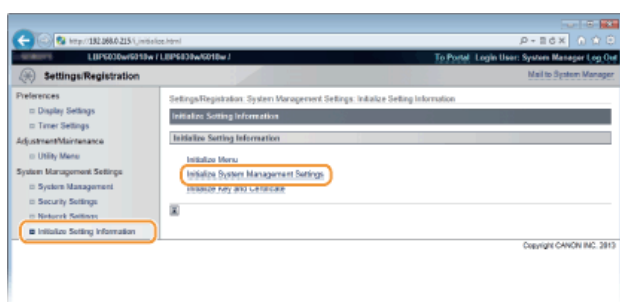 http://192.168.0.215/_initialize.html
LBP6030w/6018w / LBP6030w/6018w /
To Portal Login User: System Manager Log Out
Settings/Registration
Mail to System Manager
Preferences
Display Settings
Timer Settings
Adjustment/Maintenance
Utility Menu
System Management Settings
System Management
Security Settings
Network Settings
Initialize Setting Information
Settings/Registration: System Management Settings: Initialize Setting Information
Initialize Setting Information
Initialize Setting Information
Initialize Menu
Initialize System Management Settings
Initialize Key and Certificate
Copyright CANON INC. 2013